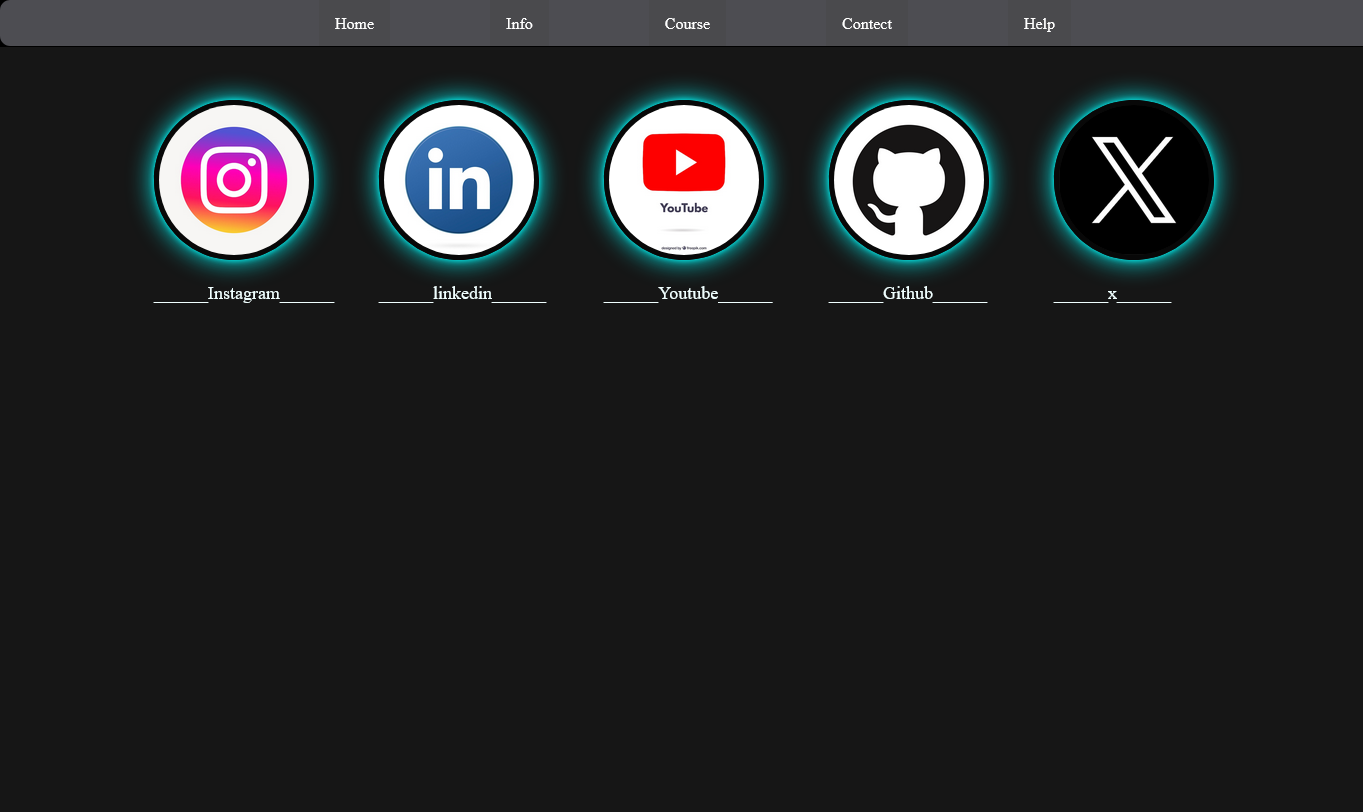 Home Info Course Contect Help
in
YouTube
designed by freepik.com
______Instagram______ ______linkedin______ ______Youtube______ ______Github______ ______x______